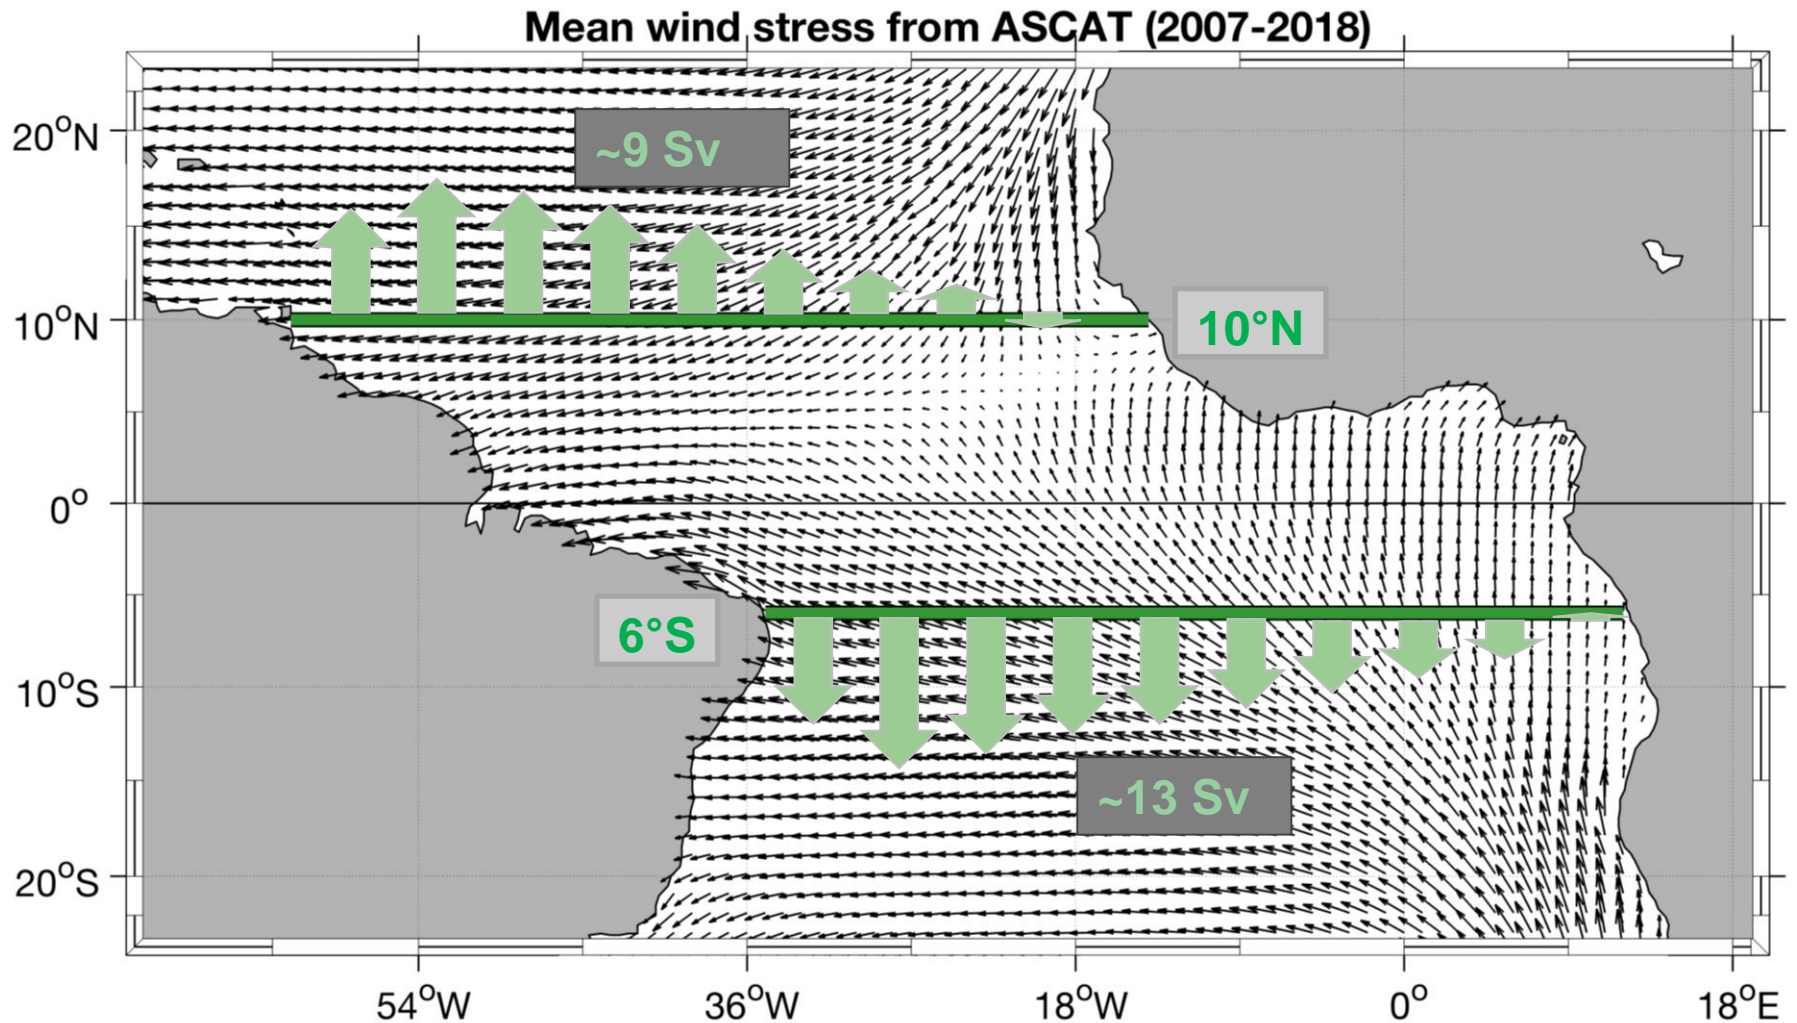 Mean wind stress from ASCAT (2007-2018)
20°N
~9 Sv
10°N
10°N
0°
6°S
10°S
~13 Sv
20°S
54°W
36°W
18°W
0°
18°E